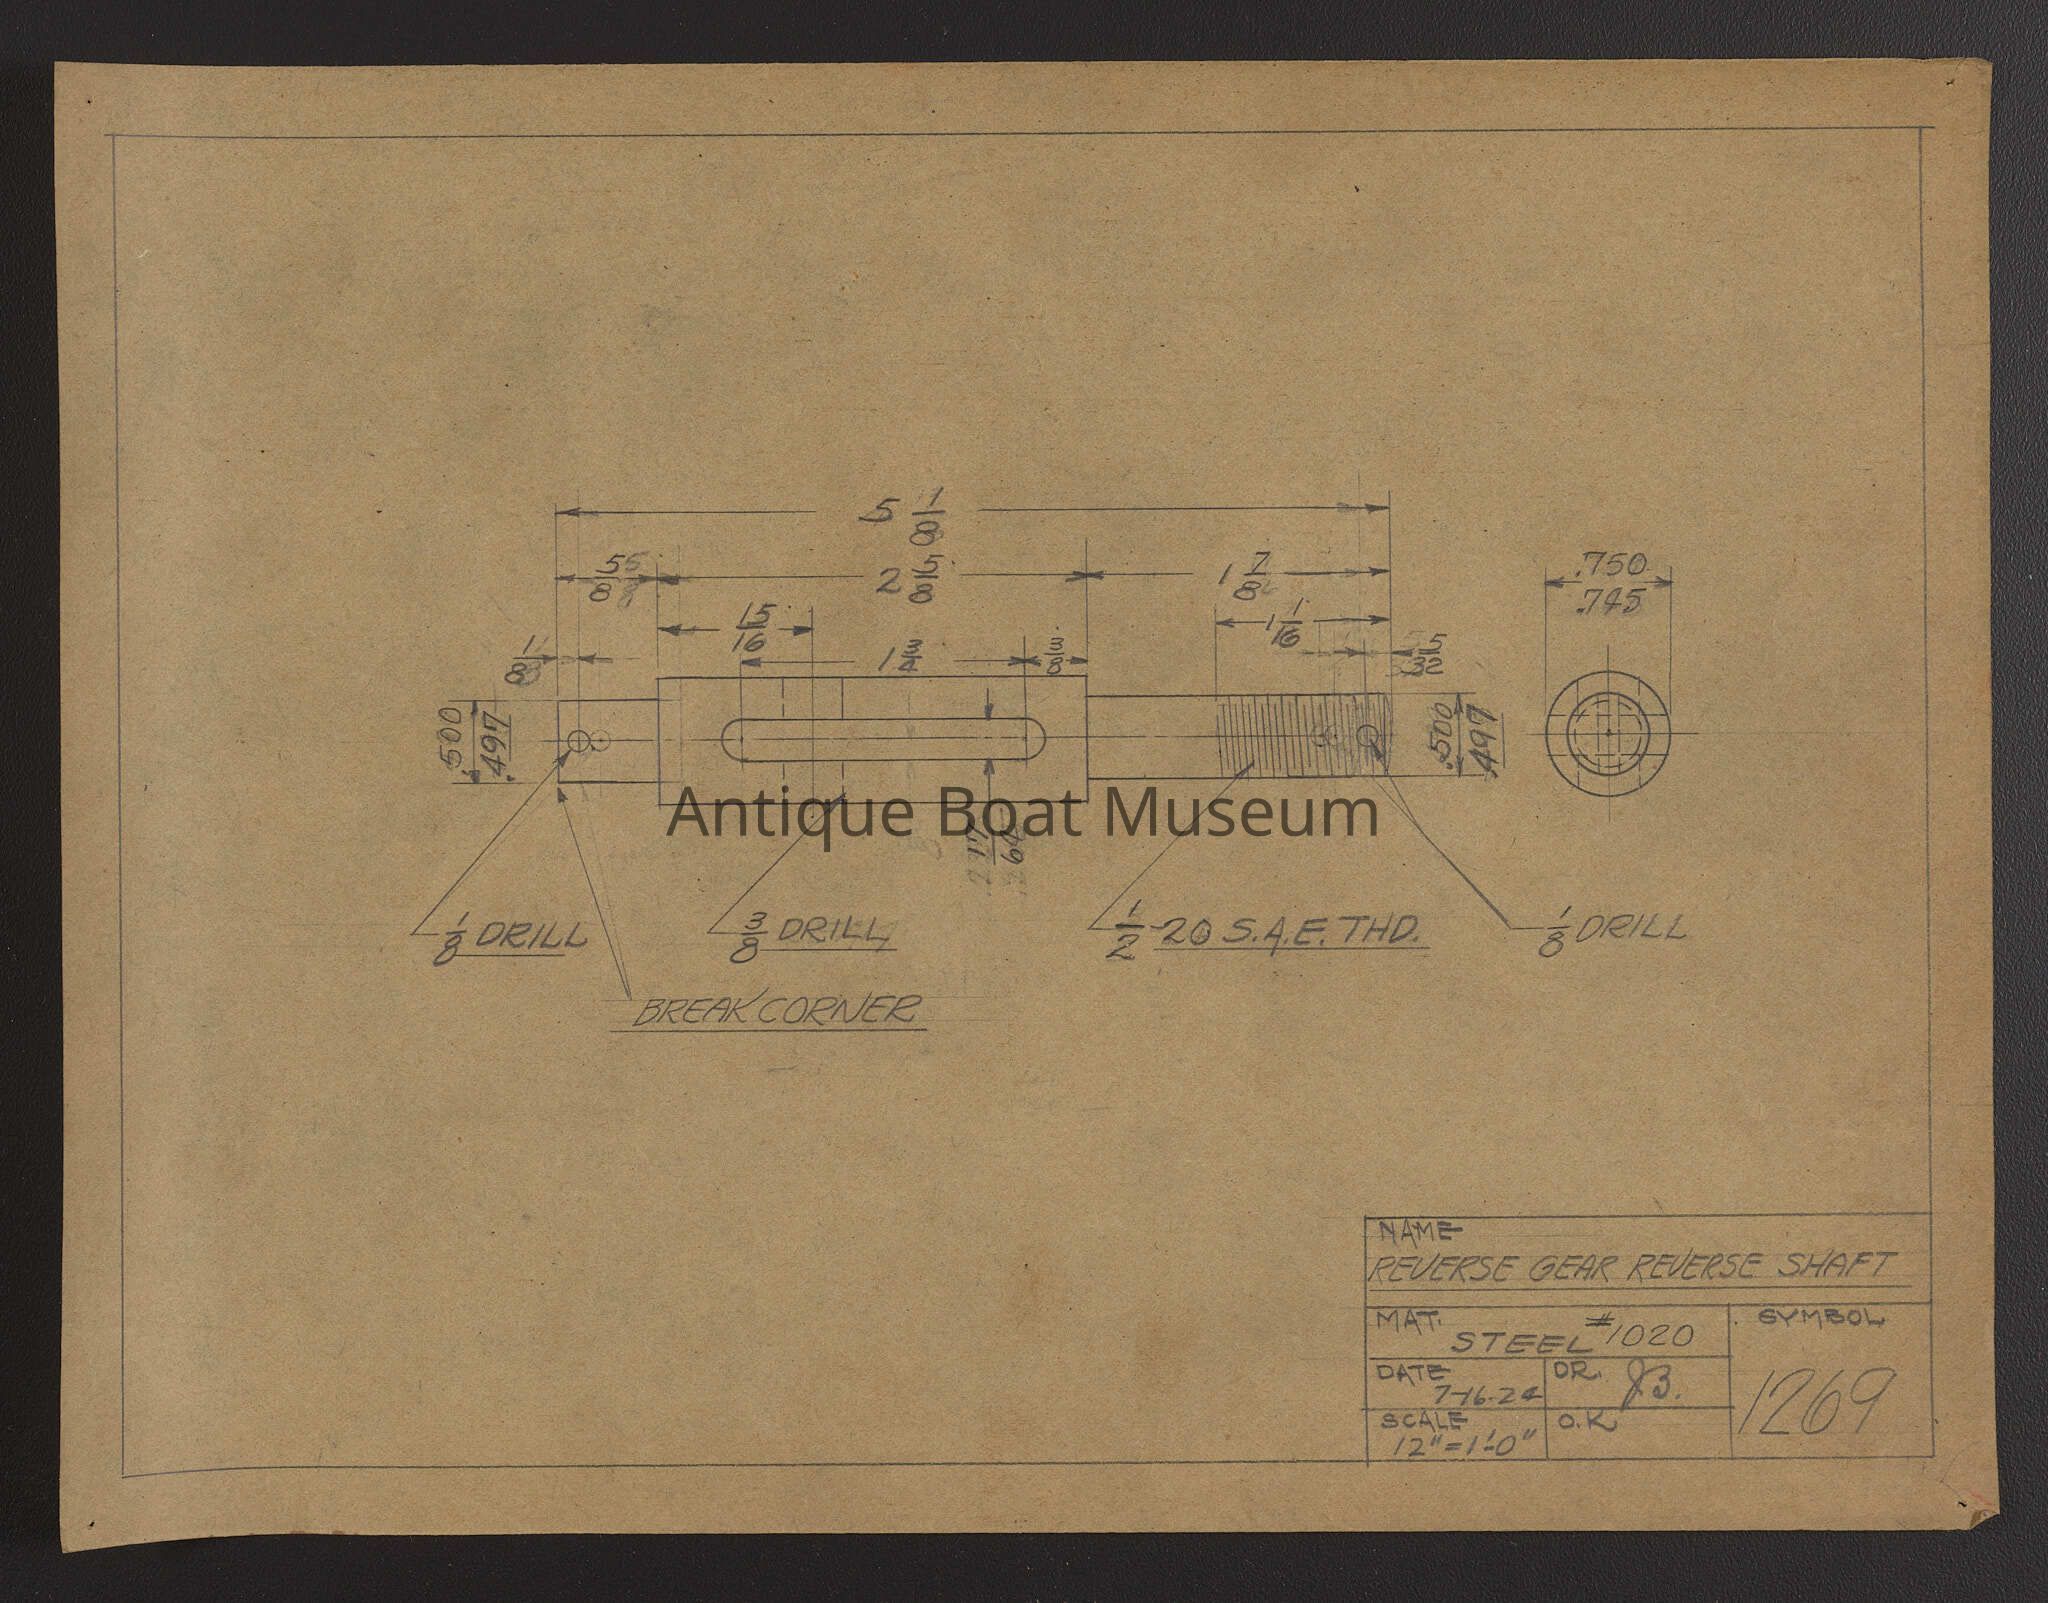 5 1/8
5/8
2 5/8
1 7/8
.750
.745
15/16
1 1/16
1/8
1 3/4
3/8
5/32
.500
.497
.500
.497
Antique Boat Museum
1/8 DRILL
3/8 DRILL
1/2-20 S.A.E. THD.
1/8 DRILL
BREAK CORNER
NAME
REVERSE GEAR REVERSE SHAFT
MAT.
STEEL #1020
SYMBOL
1269
DATE
7-16-24
DR. JB.
SCALE
12"=1'-0"
O.K